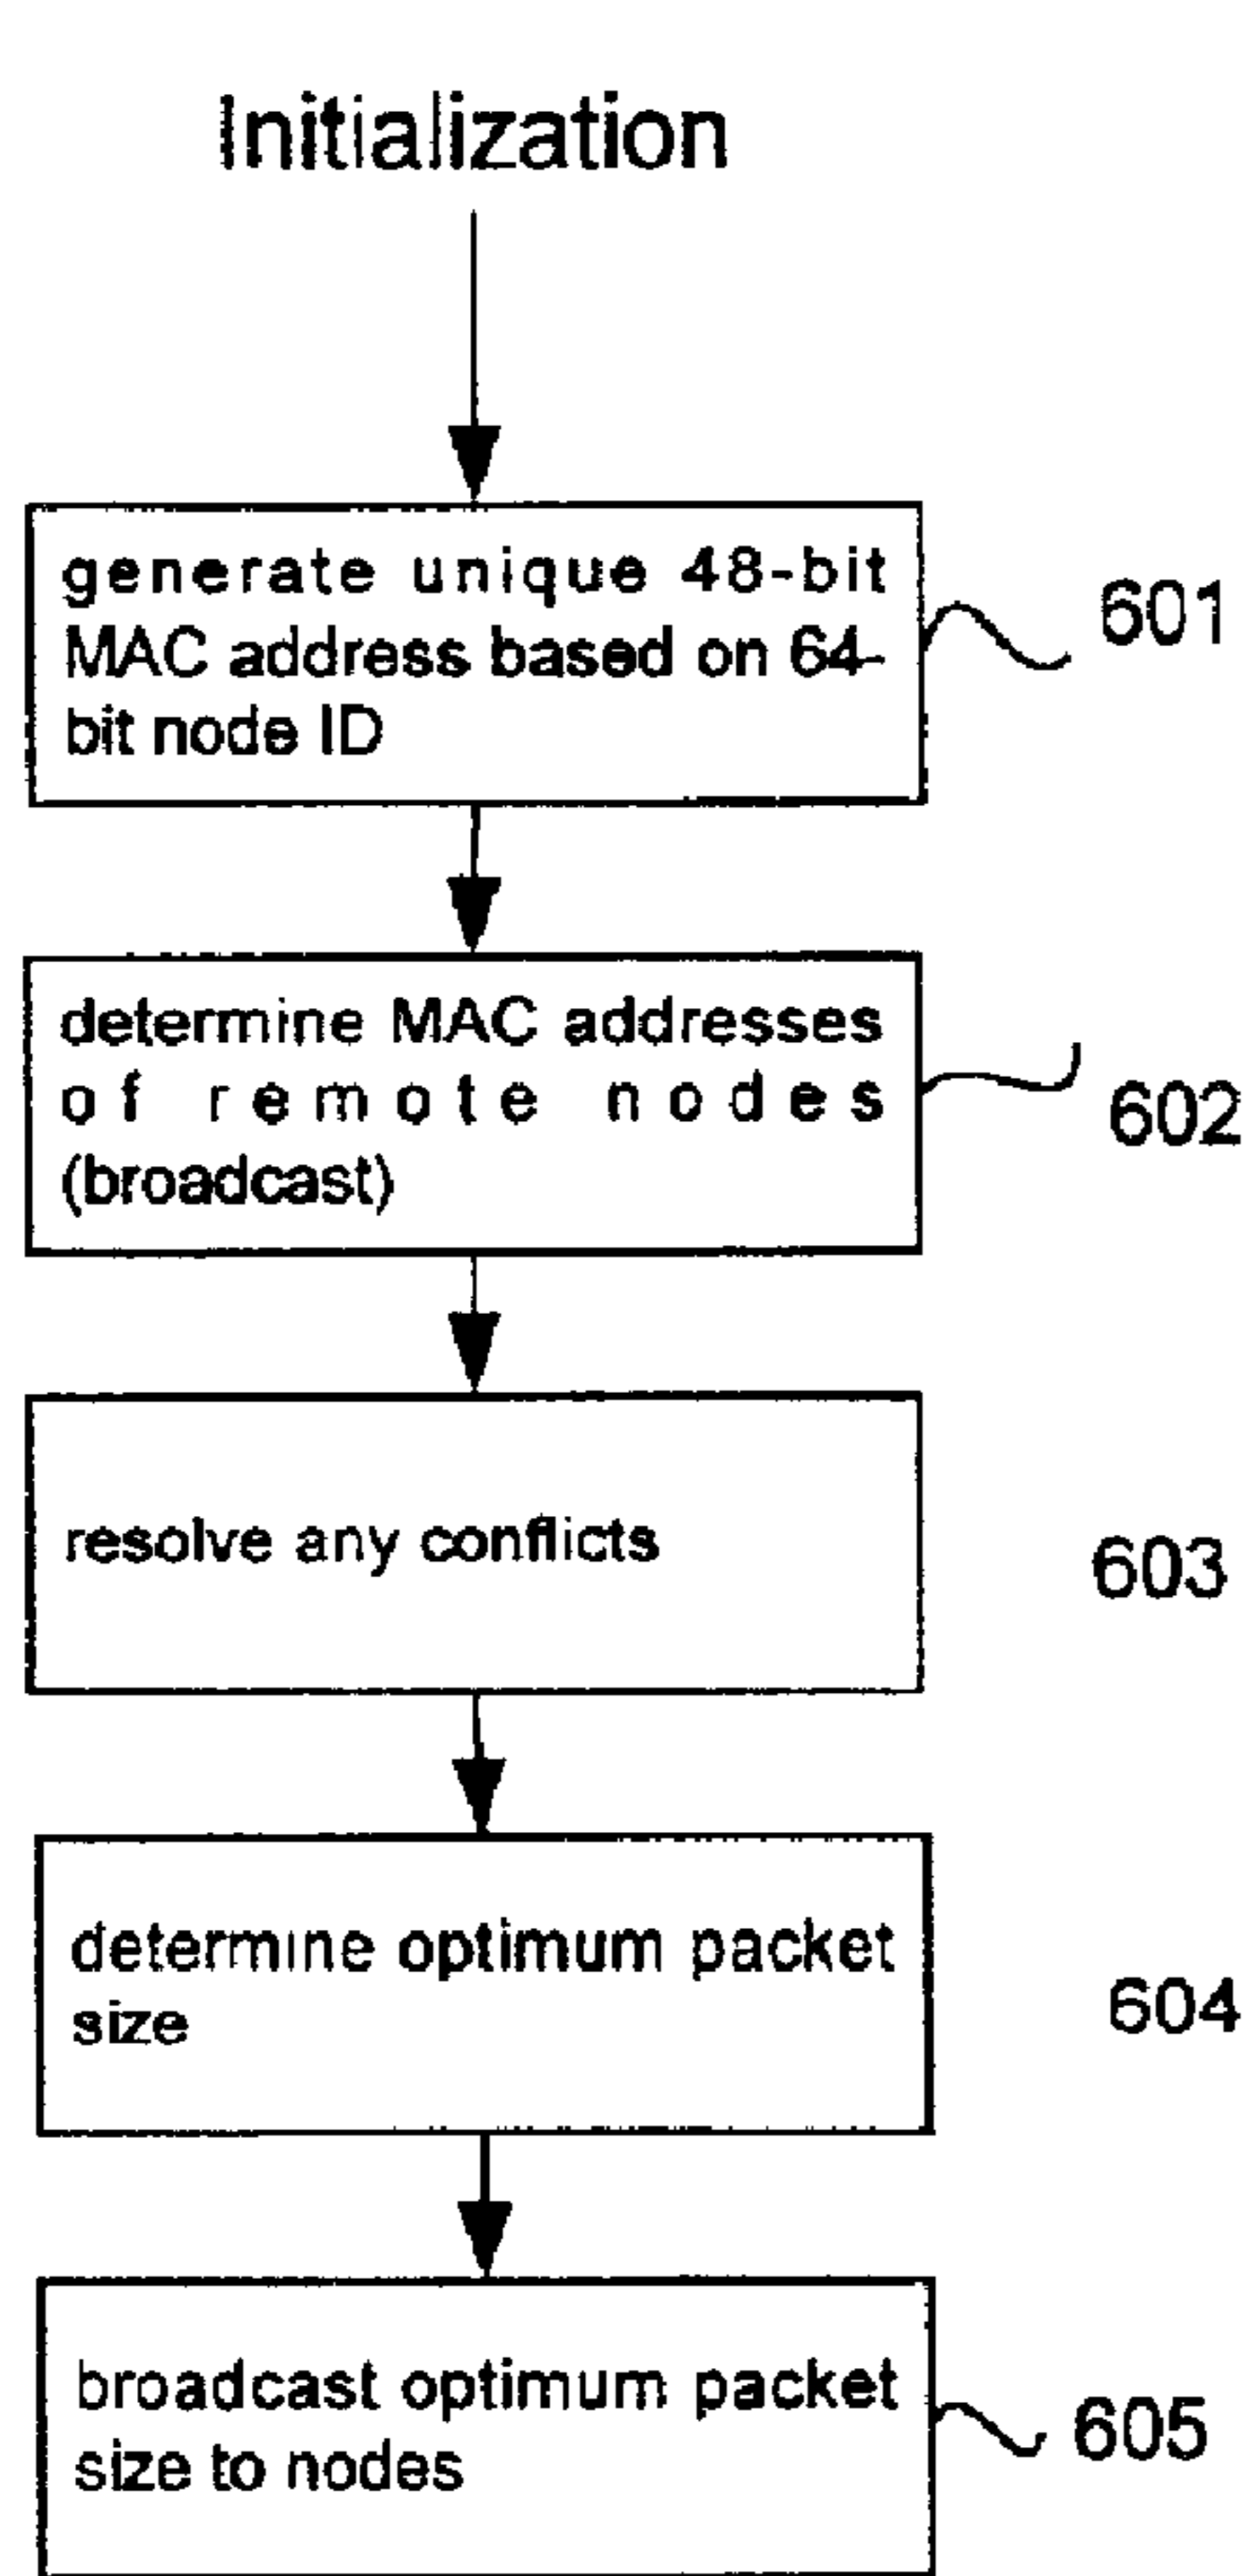 Initialization
generate unique 48-bit
MAC address based on 64-
bit node ID
601
determine MAC addresses
of remote nodes
(broadcast)
602
resolve any conflicts
603
determine optimum packet
size
604
broadcast optimum packet
size to nodes
605